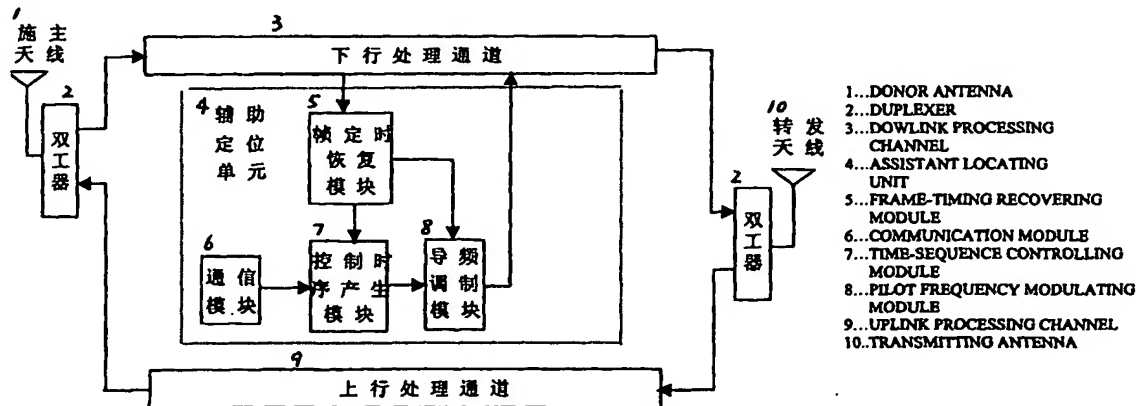 1
施主
天线
2
双工器
3
下行处理通道
4 辅助
定位
单元
5
帧定时
恢复
模块
6
通信
模块
7
控制时
序产生
模块
8
导频
调制
模块
9
上行处理通道
10
转发
天线
2
双工器
1...DONOR ANTENNA
2...DUPLEXER
3...DOWLINK PROCESSING
CHANNEL
4...ASSISTANT LOCATING
UNIT
5...FRAME-TIMING RECOVERING
MODULE
6...COMMUNICATION MODULE
7...TIME-SEQUENCE CONTROLLING
MODULE
8...PILOT FREQUENCY MODULATING
MODULE
9...UPLINK PROCESSING CHANNEL
10...TRANSMITTING ANTENNA